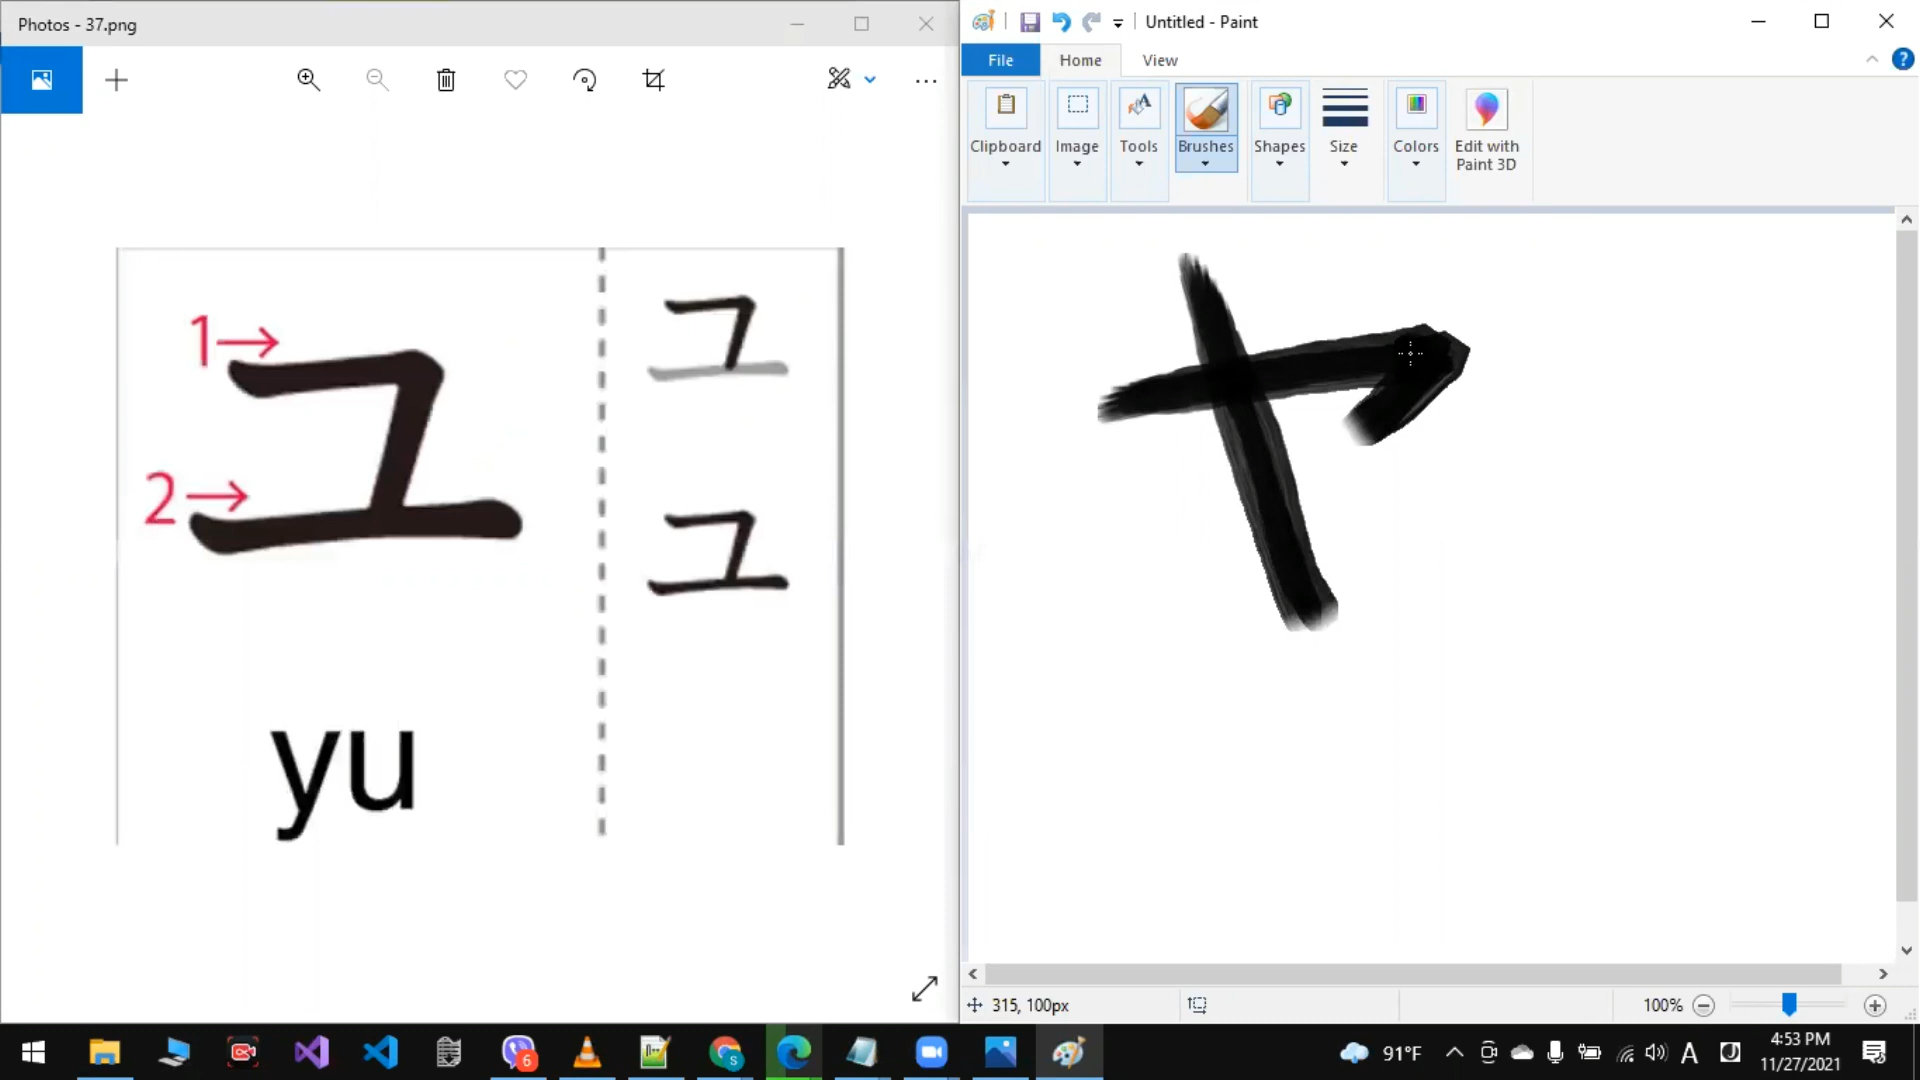 Photos - 37.png
Untitled - Paint
File
Home
View
Clipboard
Image
Tools
Brushes
Shapes
Size
Colors
Edit with
Paint 3D
1→
ユ
2→
yu
ユ
ユ
ヤ
315, 100px
100%
6
91°F
A
4:53 PM
11/27/2021